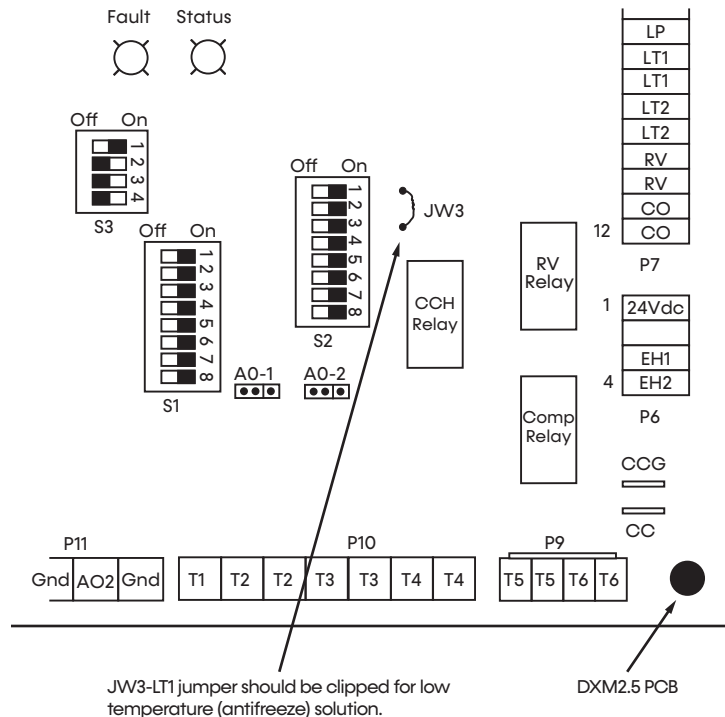 Fault Status
LP
LT1
LT1
LT2
LT2
RV
RV
CO
12 CO
P7
Off On
1
2
3
4
S3
Off On
1
2
3
4
5
6
7
8
S1
Off On
1
2
3
4
5
6
7
8
S2
JW3
CCH
Relay
RV
Relay
1 24Vdc
EH1
4 EH2
P6
A0-1 A0-2
Comp
Relay
CCG
CC
P11 P10 P9
Gnd AO2 Gnd T1 T2 T2 T3 T3 T4 T4 T5 T5 T6 T6
JW3-LT1 jumper should be clipped for low
temperature (antifreeze) solution.
DXM2.5 PCB